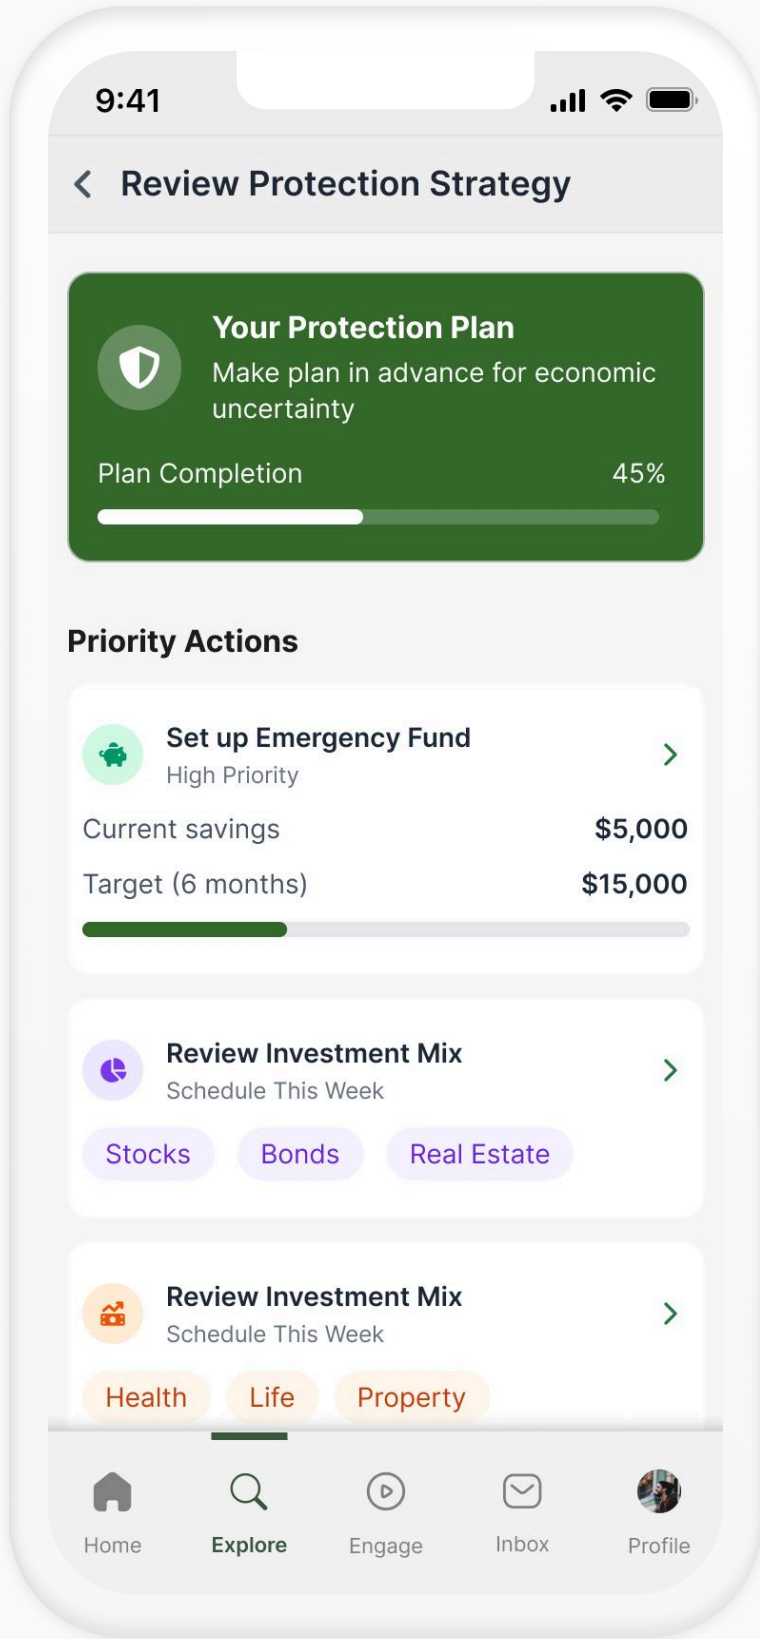 9:41
Review Protection Strategy
Your Protection Plan
Make plan in advance for economic
uncertainty
Plan Completion 45%
Priority Actions
Set up Emergency Fund
High Priority
Current savings $5,000
Target (6 months) $15,000
Review Investment Mix
Schedule This Week
Stocks Bonds Real Estate
Review Investment Mix
Schedule This Week
Health Life Property
Home Explore Engage Inbox Profile